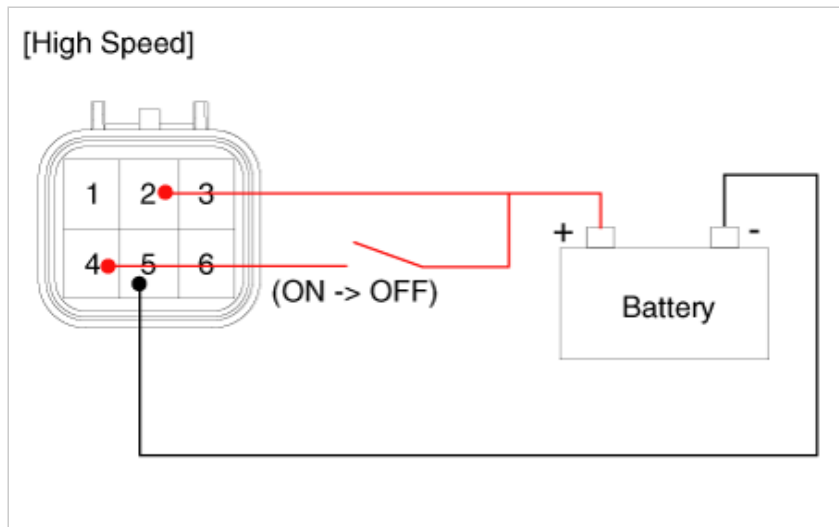 [High Speed]
1 2 3
4 5 6
(ON -> OFF)
+ -
Battery